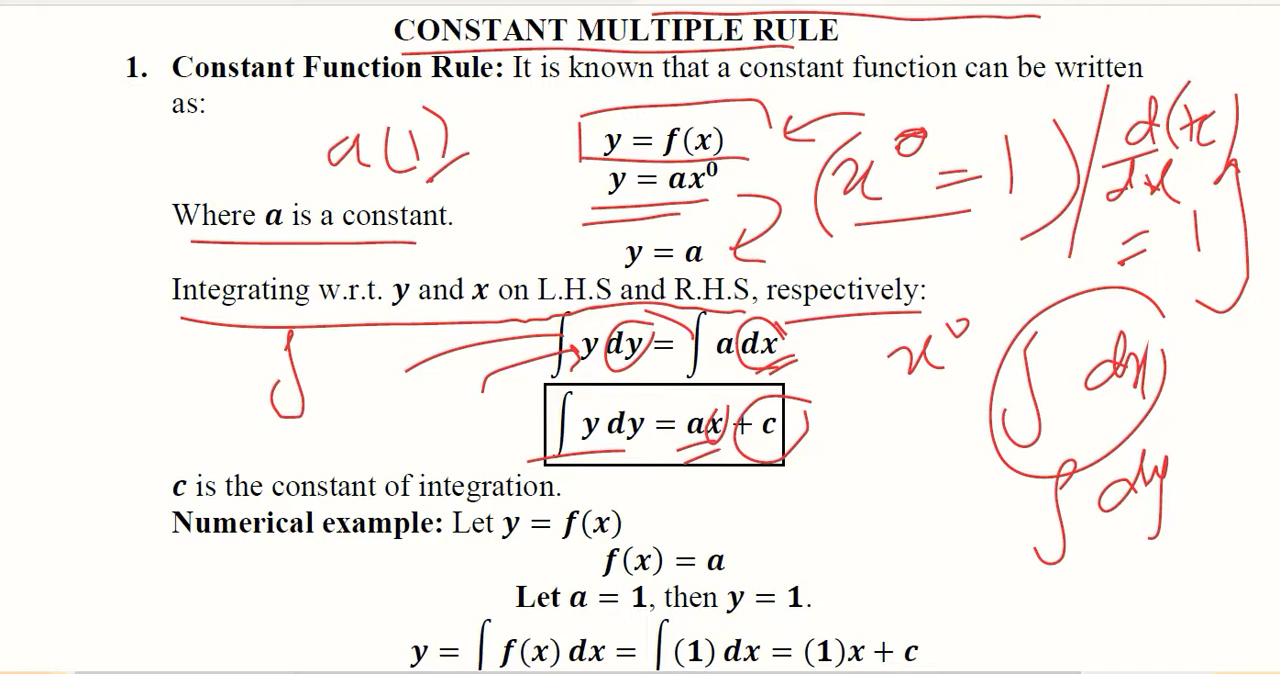 CONSTANT MULTIPLE RULE
1. Constant Function Rule: It is known that a constant function can be written
as:
a(1)
y = f(x)
(x⁰ = 1)
d(x)/dx
= 1
y = ax⁰
Where a is a constant.
y = a
Integrating w.r.t. y and x on L.H.S and R.H.S, respectively:
∫
∫ y dy = ∫ a dx
x⁰
∫ dx
∫ y dy = ax + c
∫ dy
c is the constant of integration.
Numerical example: Let y = f(x)
f(x) = a
Let a = 1, then y = 1.
y = ∫ f(x) dx = ∫ (1) dx = (1)x + c